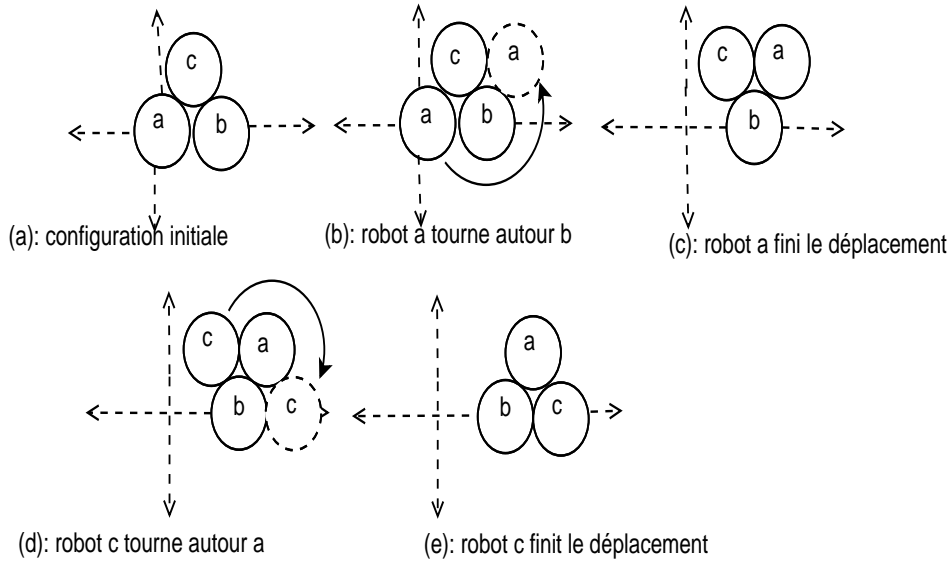 c
a b
(a): configuration initiale
c a
a b
(b): robot a tourne autour b
c a
b
(c): robot a fini le déplacement
c a
b c
(d): robot c tourne autour a
a
b c
(e): robot c finit le déplacement